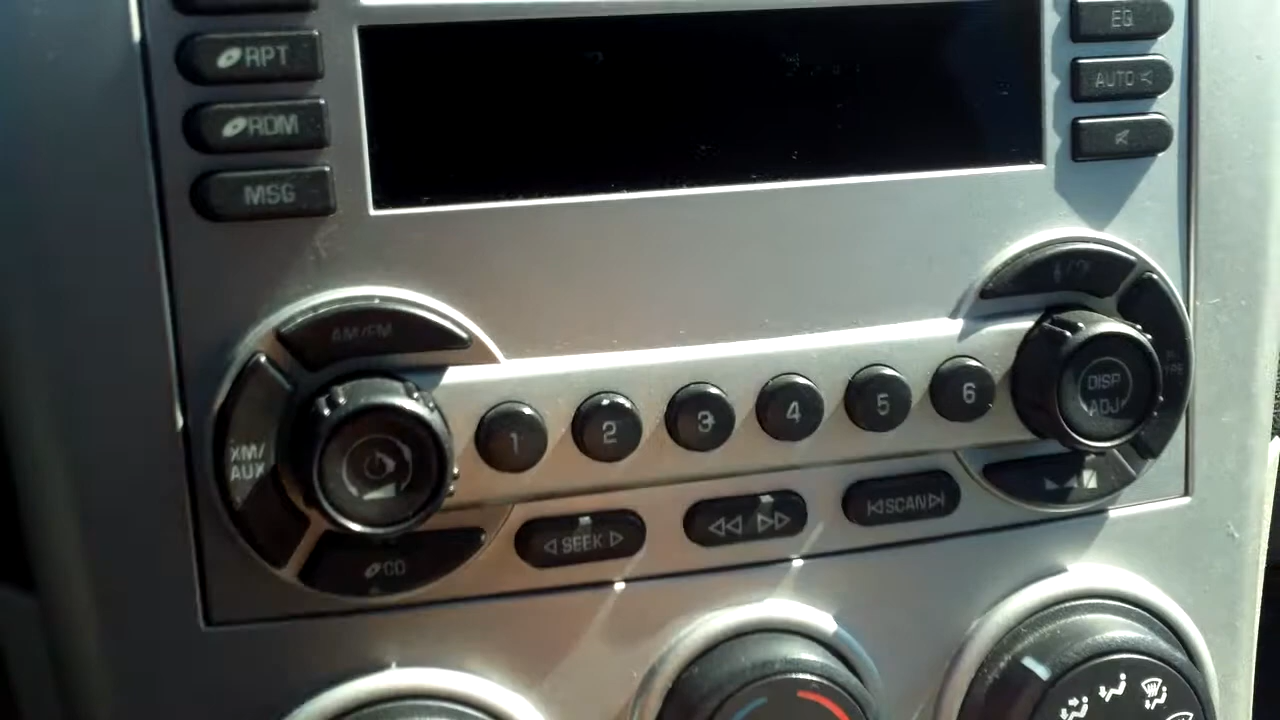 RPT
RDM
MSG
EQ
AUTO
AM/FM
XM/
AUX
CD
1
2
3
4
5
6
SEEK
SCAN
DISP
ADJ